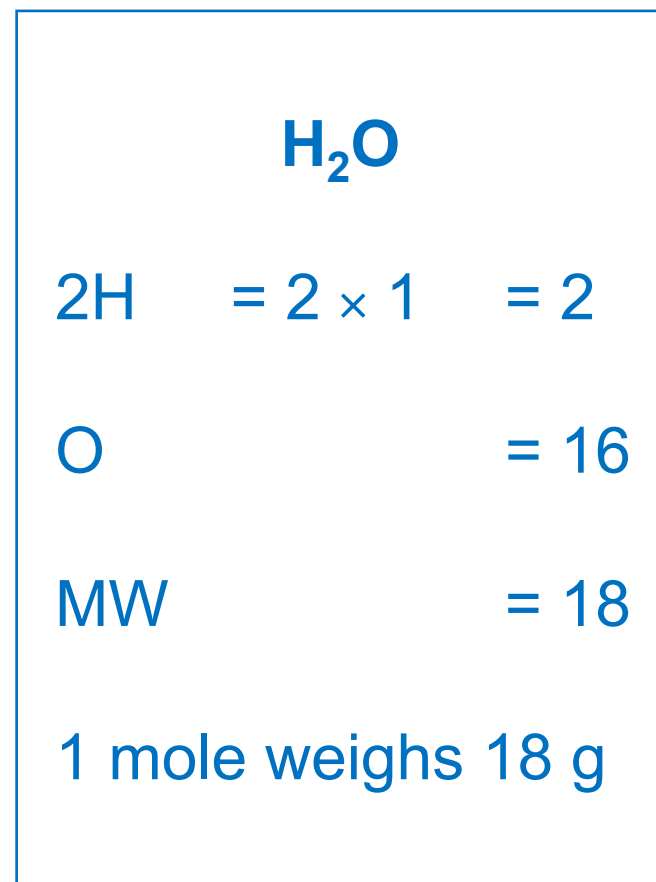 H₂O
2H = 2 × 1 = 2
O = 16
MW = 18
1 mole weighs 18 g